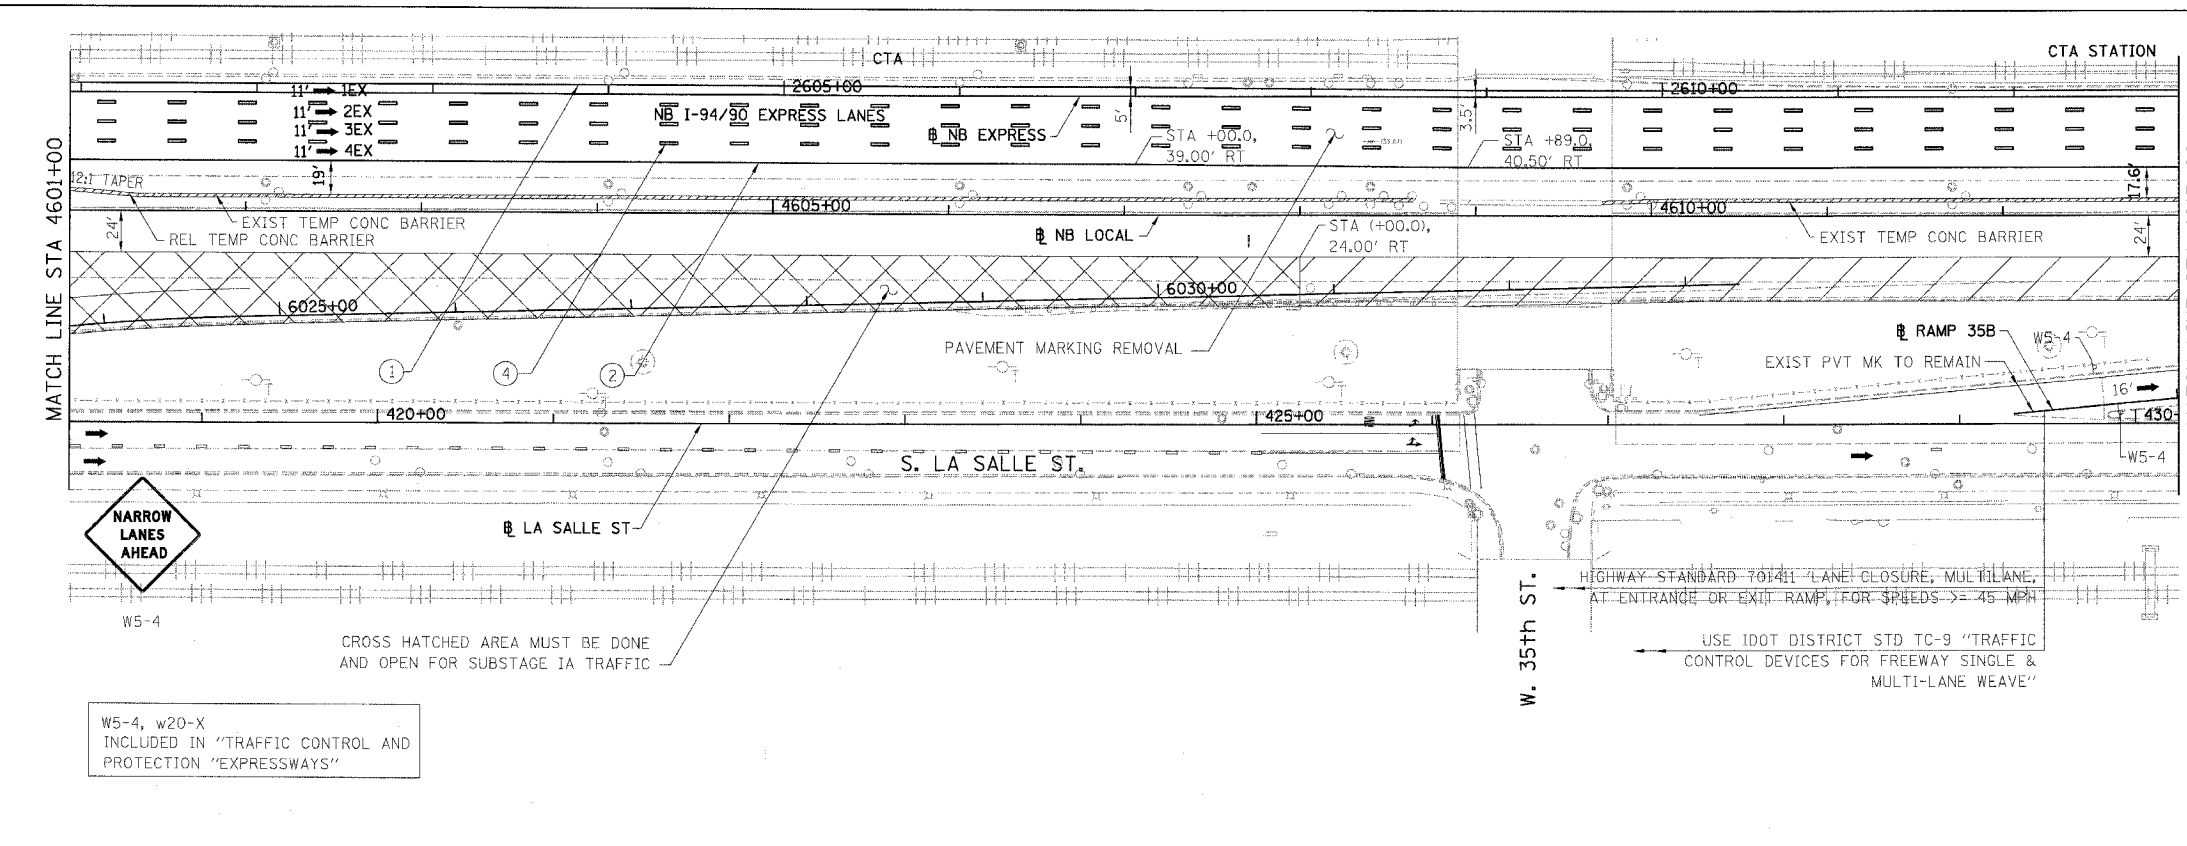 CTA
CTA STATION
2605+00
2610+00
11' 1EX
11' 2EX
11' 3EX
11' 4EX
NB I-94/90 EXPRESS LANES
℄ NB EXPRESS
5'
3.5'
STA +00.0,
39.00' RT
STA +89.0,
40.50' RT
MATCH LINE STA 4601+00
12:1 TAPER
19'
17.6'
4605+00
4610+00
EXIST TEMP CONC BARRIER
REL TEMP CONC BARRIER
24'
℄ NB LOCAL
STA (+00.0),
24.00' RT
EXIST TEMP CONC BARRIER
24'
6025+00
6030+00
1
4
2
PAVEMENT MARKING REMOVAL
℄ RAMP 35B
W5-4
EXIST PVT MK TO REMAIN
16'
420+00
425+00
430
S. LA SALLE ST.
W5-4
NARROW
LANES
AHEAD
℄ LA SALLE ST
W5-4
W. 35th ST.
HIGHWAY STANDARD 701411 "LANE CLOSURE, MULTILANE,
AT ENTRANCE OR EXIT RAMP, FOR SPEEDS >= 45 MPH
CROSS HATCHED AREA MUST BE DONE
AND OPEN FOR SUBSTAGE IA TRAFFIC
USE IDOT DISTRICT STD TC-9 "TRAFFIC
CONTROL DEVICES FOR FREEWAY SINGLE &
MULTI-LANE WEAVE"
W5-4, w20-X
INCLUDED IN "TRAFFIC CONTROL AND
PROTECTION "EXPRESSWAYS"